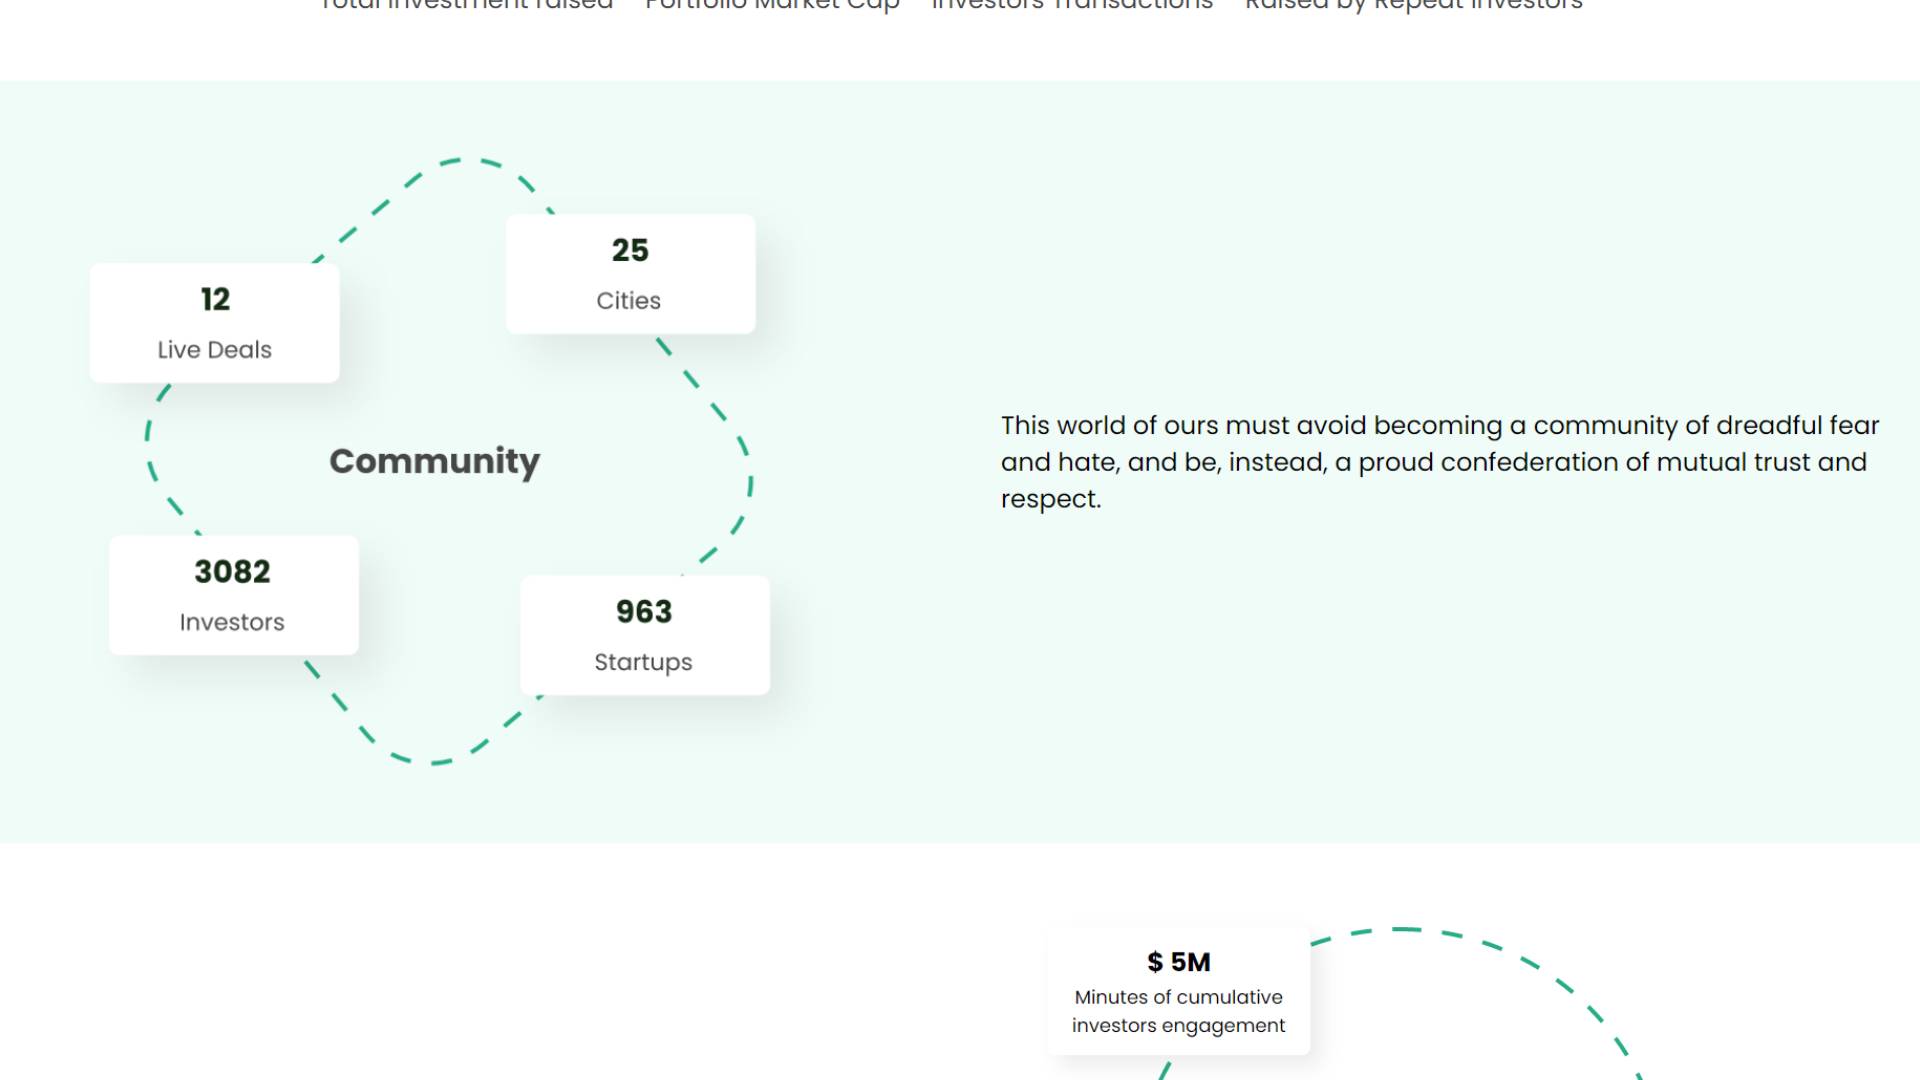 Total investment raised Portfolio Market Cap Investors Transactions Raised by Repeat Investors
12
Live Deals
25
Cities
Community
3082
Investors
963
Startups
This world of ours must avoid becoming a community of dreadful fear
and hate, and be, instead, a proud confederation of mutual trust and
respect.
$ 5M
Minutes of cumulative
investors engagement